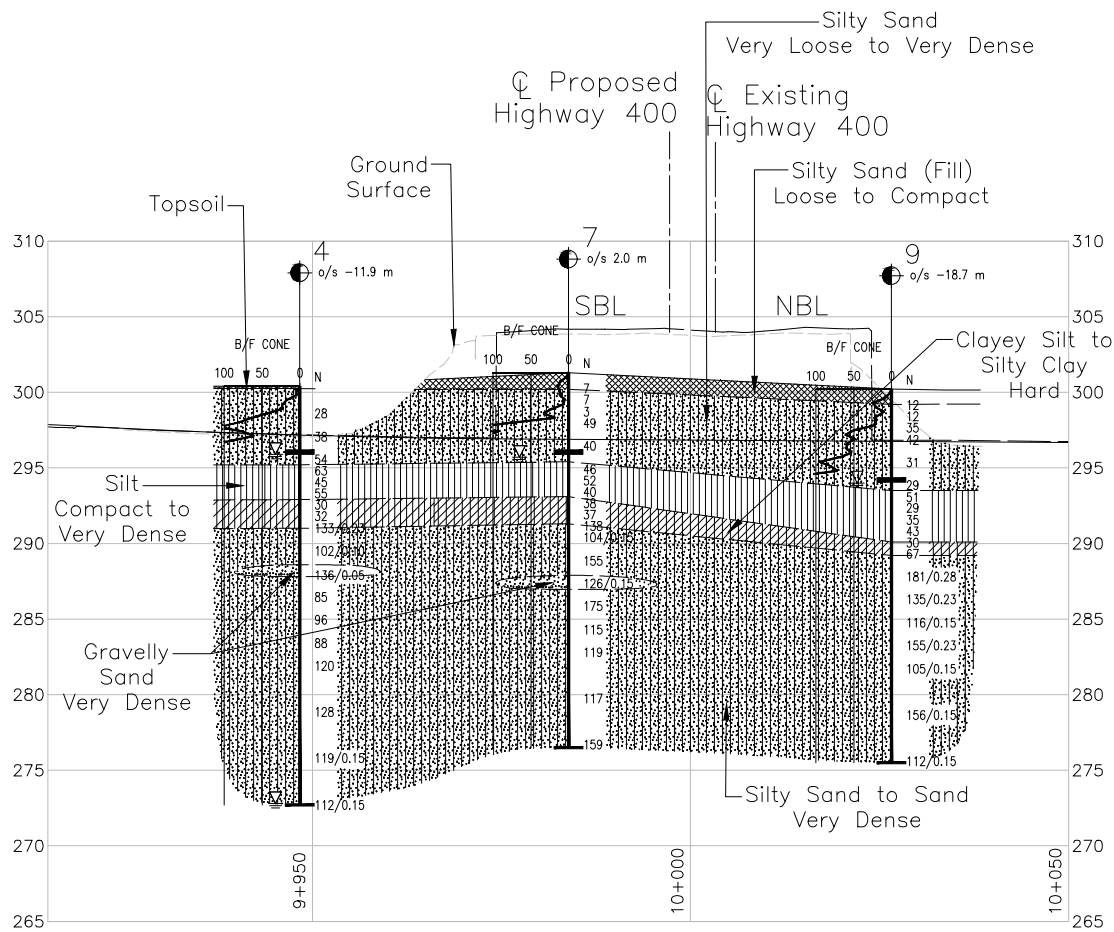 Silty Sand
Very Loose to Very Dense
℄ Proposed
Highway 400
℄ Existing
Highway 400
Ground
Surface
Silty Sand (Fill)
Loose to Compact
Topsoil
310
4
o/s -11.9 m
7
o/s 2.0 m
9
o/s -18.7 m
310
305
SBL
NBL
305
B/F CONE
B/F CONE
B/F CONE
Clayey Silt to
Silty Clay
Hard
100 50 0
N
100 50 0
N
100 50 0
N
300
300
28
38
54
63
45
55
30
32
133/0.23
102/0.10
136/0.05
85
96
88
120
128
119/0.15
112/0.15
7
7
3
49
40
46
52
40
38
37
138
104/0.15
155
126/0.15
175
115
119
117
159
12
12
35
42
31
29
51
29
35
43
30
67
181/0.28
135/0.23
116/0.15
155/0.23
105/0.15
156/0.15
112/0.15
295
295
Silt
Compact to
Very Dense
290
290
285
285
Gravelly
Sand
Very Dense
280
280
275
275
Silty Sand to Sand
Very Dense
270
270
9+950
10+000
10+050
265
265